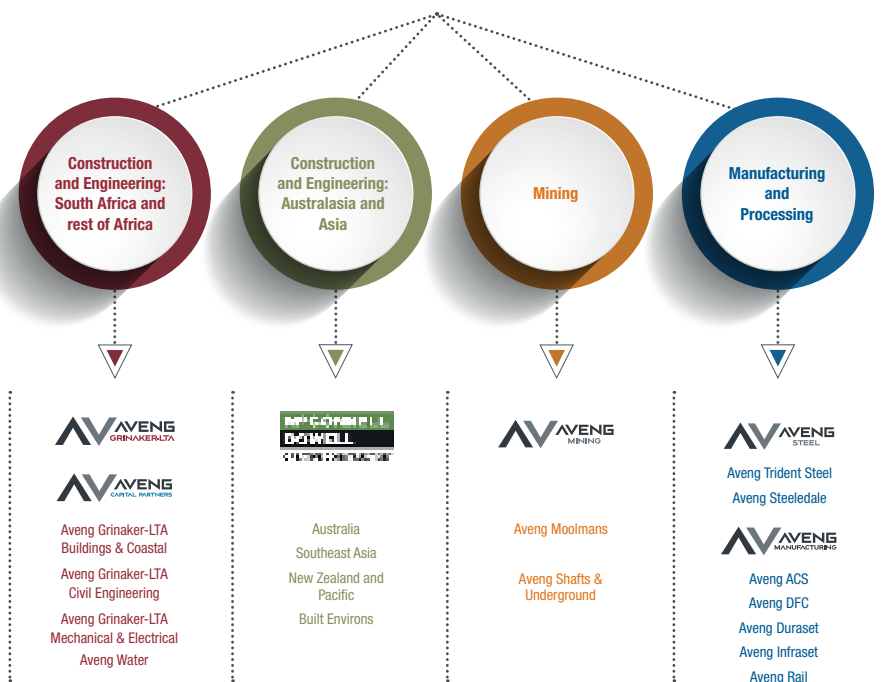 Construction
and Engineering:
South Africa and
rest of Africa
Construction
and Engineering:
Australasia and
Asia
Mining
Manufacturing
and
Processing
AVENG
GRINAKER-LTA
AVENG
CAPITAL PARTNERS
Aveng Grinaker-LTA
Buildings & Coastal
Aveng Grinaker-LTA
Civil Engineering
Aveng Grinaker-LTA
Mechanical & Electrical
Aveng Water
McCONNELL
DOWELL
Australia
Southeast Asia
New Zealand and
Pacific
Built Environs
AVENG
MINING
Aveng Moolmans
Aveng Shafts &
Underground
AVENG
STEEL
Aveng Trident Steel
Aveng Steeledale
AVENG
MANUFACTURING
Aveng ACS
Aveng DFC
Aveng Duraset
Aveng Infraset
Aveng Rail